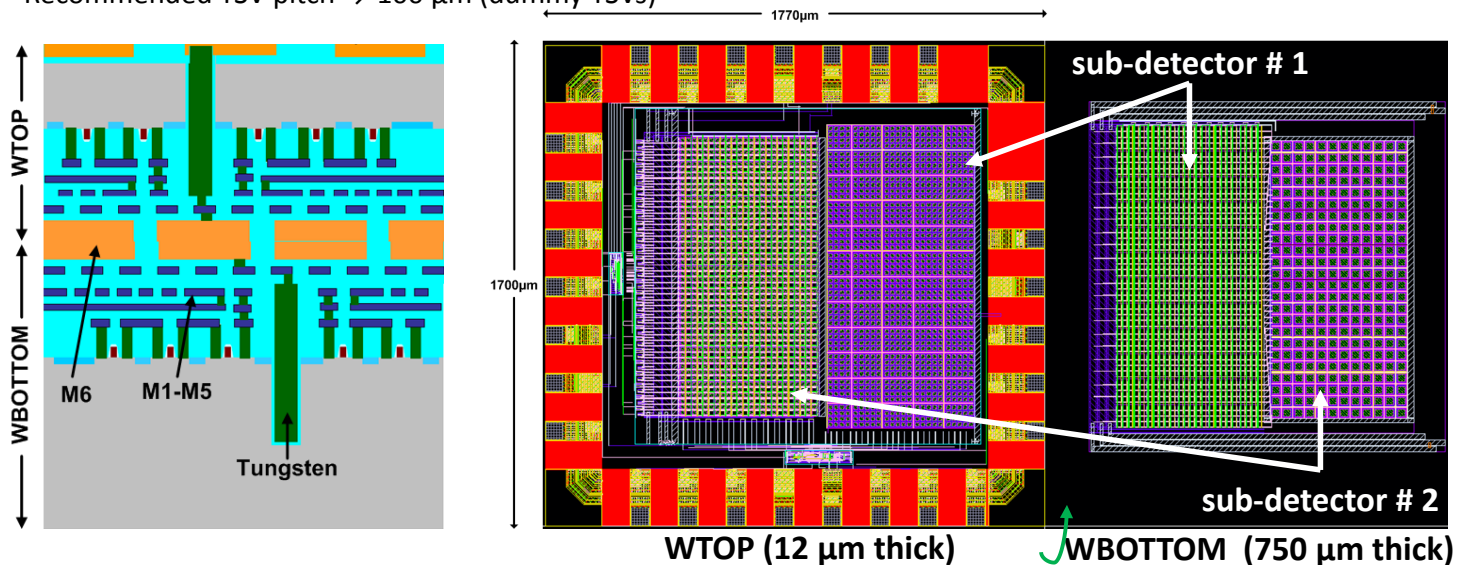 Recommended TSV pitch → 100 µm (dummy TSVs)
1770µm
sub-detector # 1
WTOP
1700µm
WBOTTOM
M6
M1-M5
Tungsten
sub-detector # 2
WTOP (12 µm thick)
WBOTTOM (750 µm thick)